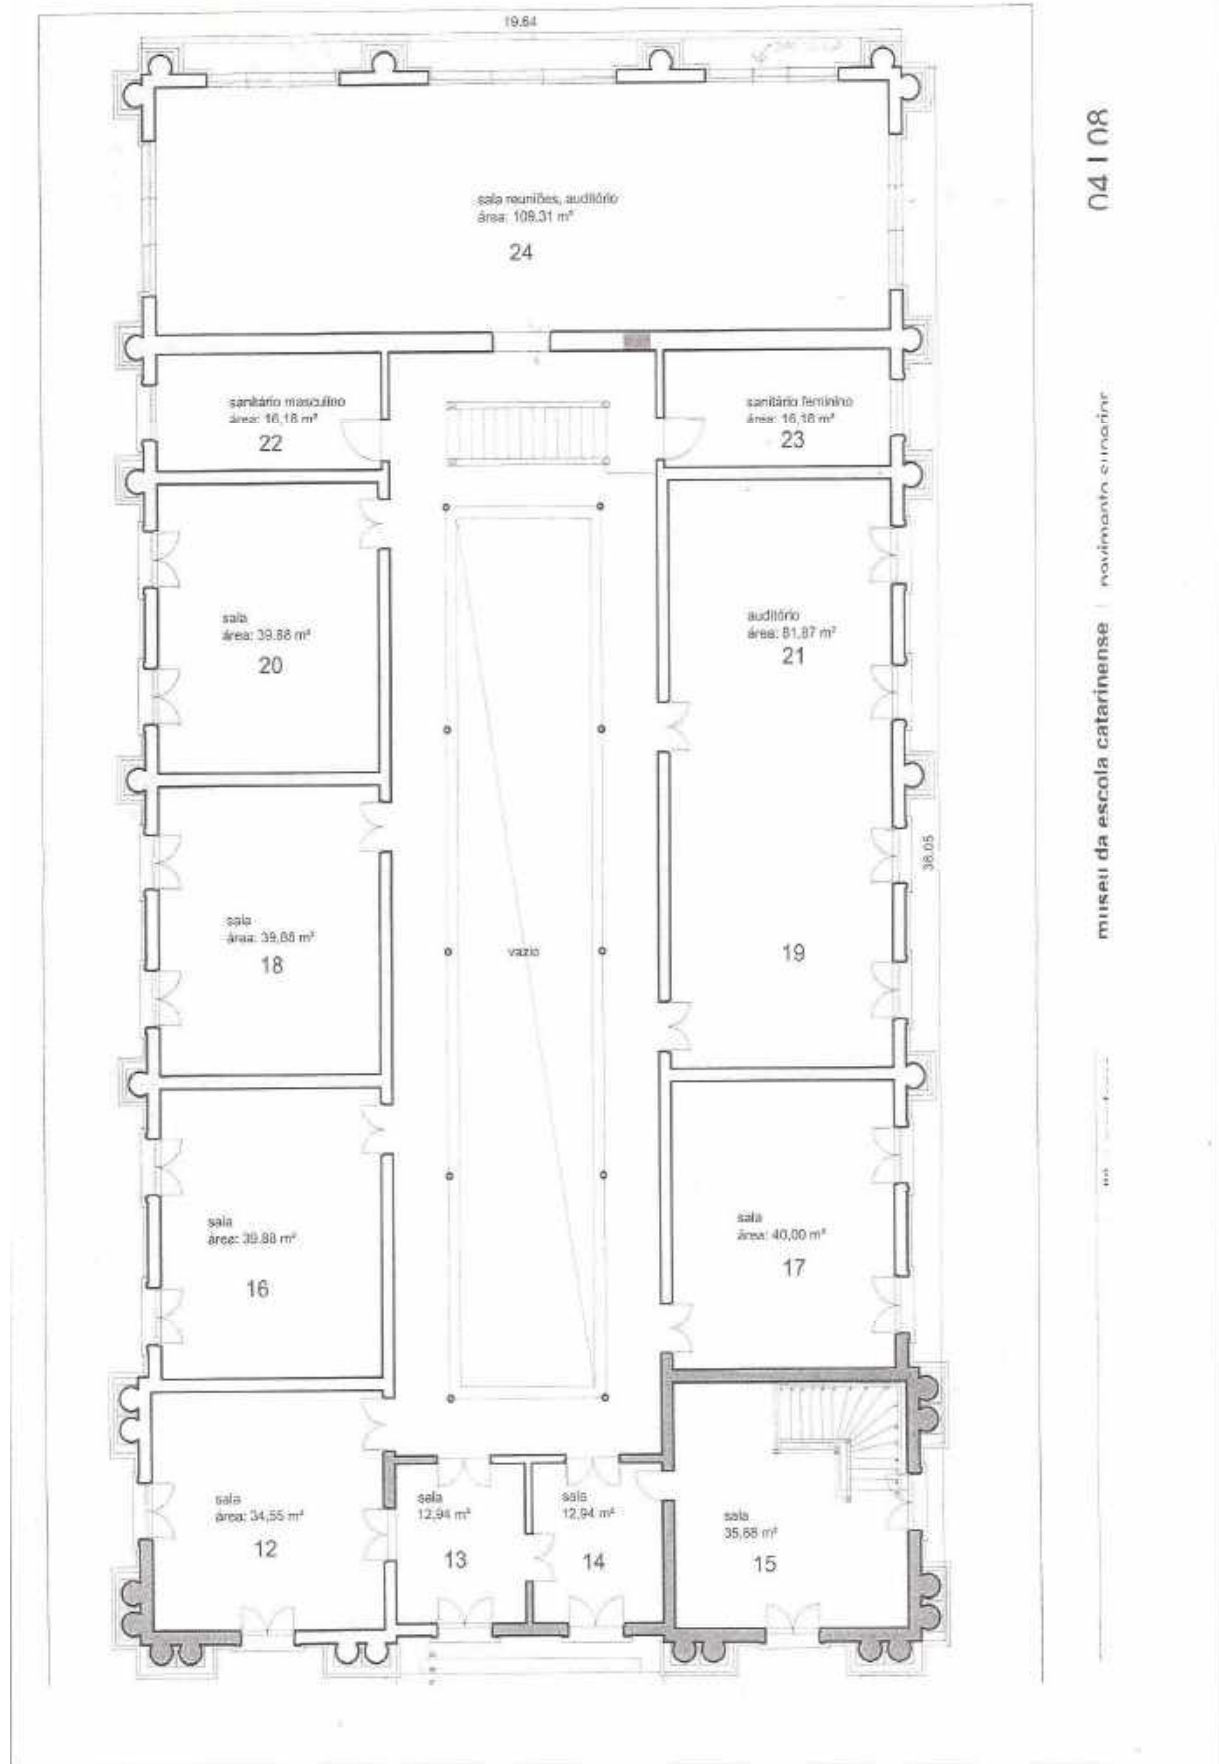 19.64
sala reuniões, auditório
área: 109,31 m²
24
sanitário masculino
área: 16,18 m²
22
sanitário feminino
área: 16,18 m²
23
sala
área: 39.88 m²
20
auditório
área: 81,87 m²
21
sala
área: 39,88 m²
18
vazio
19
38.05
sala
área: 39.88 m²
16
sala
área: 40,00 m²
17
sala
área: 34,55 m²
12
sala
12,94 m²
13
sala
12,94 m²
14
sala
35,68 m²
15
04 | 08
museu da escola catarinense | pavimento superior